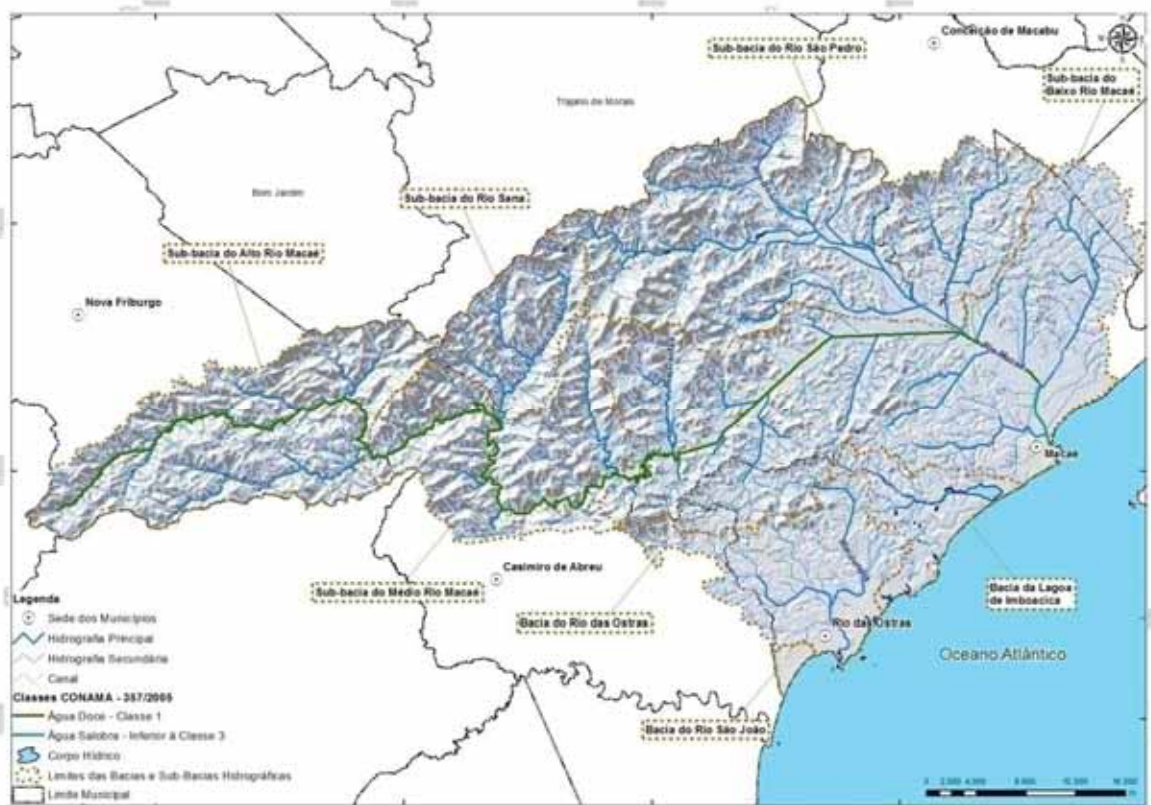 Conceição de Macabu
Sub-bacia do Rio São Pedro
Sub-bacia do
Baixo Rio Macaé
Trajano de Morais
Bom Jardim
Sub-bacia do Rio Sana
Sub-bacia do Alto Rio Macaé
Nova Friburgo
Macaé
Casimiro de Abreu
Sub-bacia do Médio Rio Macaé
Bacia do Rio das Ostras
Bacia da Lagoa
de Imboacica
Rio das Ostras
Oceano Atlântico
Bacia do Rio São João
Legenda
Sede dos Municípios
Hidrografia Principal
Hidrografia Secundária
Canal
Classes CONAMA - 357/2005
Água Doce - Classe 1
Água Salobra - Inferior à Classe 3
Corpo Hídrico
Limites das Bacias e Sub-Bacias Hidrográficas
Limite Municipal